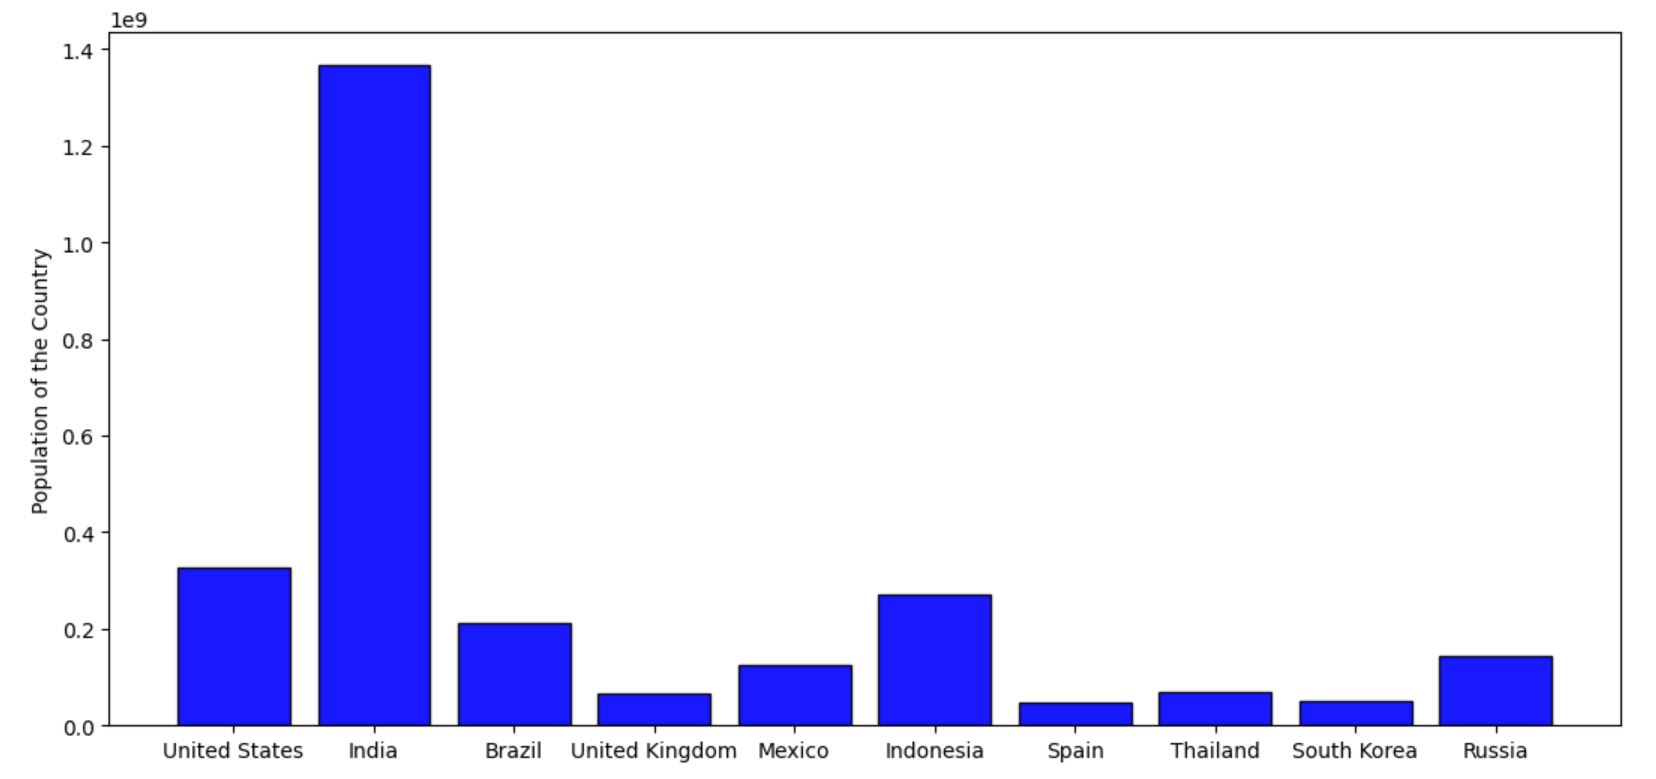 1e9
1.4
1.2
1.0
0.8
0.6
0.4
0.2
0.0
Population of the Country
United States India Brazil United Kingdom Mexico Indonesia Spain Thailand South Korea Russia